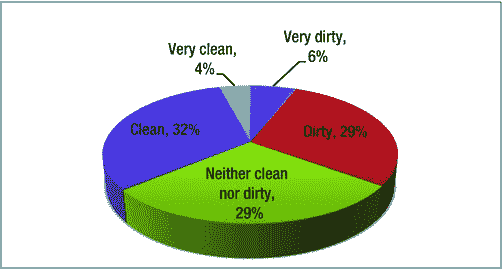 Very clean,
4%
Very dirty,
6%
Clean, 32%
Dirty, 29%
Neither clean
nor dirty,
29%